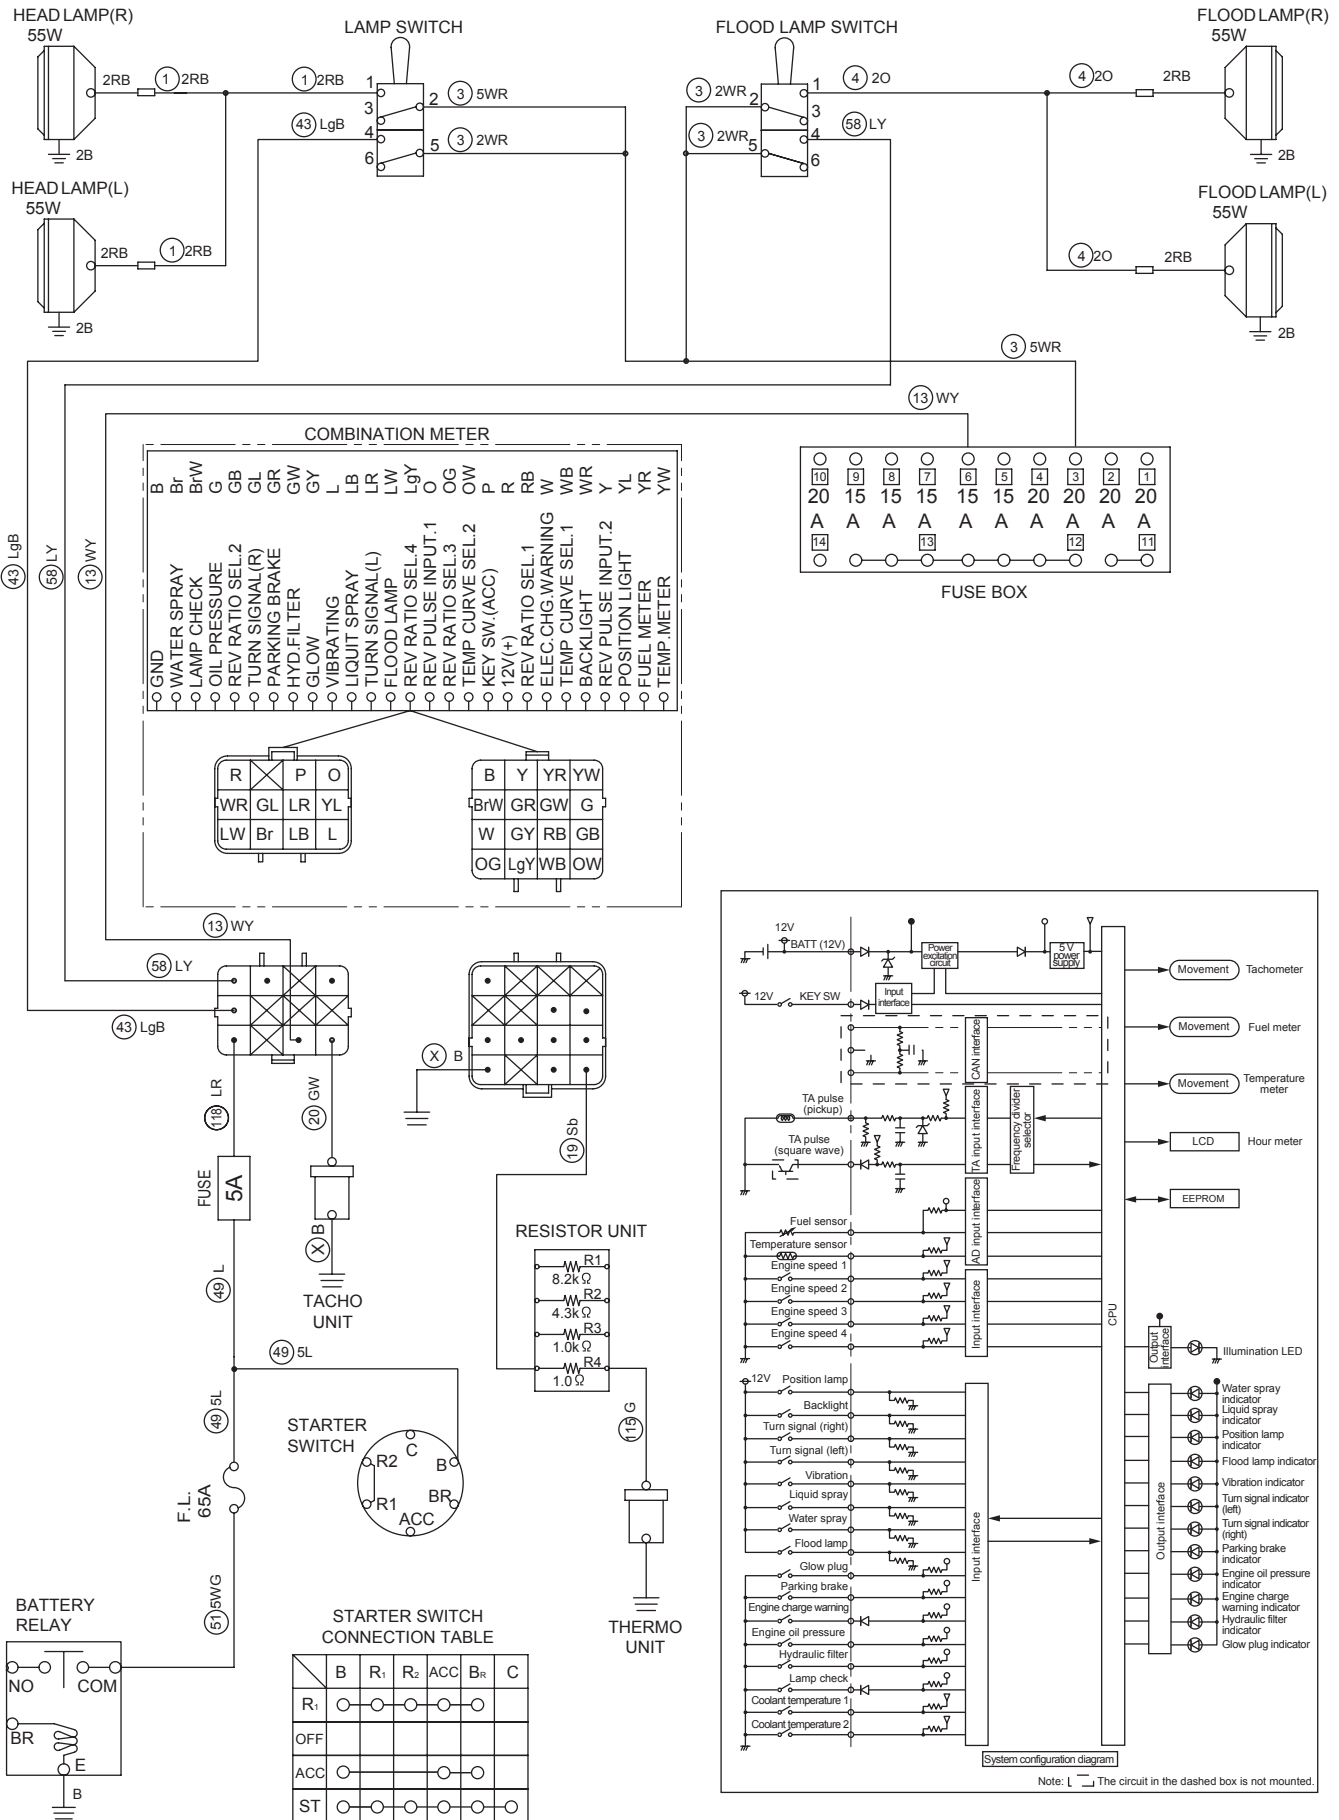 HEAD LAMP(R)
55W
2RB
1 2RB
2B
HEAD LAMP(L)
55W
2RB
1 2RB
2B
LAMP SWITCH
1 2RB
43 LgB
1
3
4
6
2
5
3 5WR
3 2WR
FLOOD LAMP SWITCH
3 2WR
3 2WR
2
5
1
3
4
6
4 2O
58 LY
FLOOD LAMP(R)
55W
4 2O
2RB
2B
FLOOD LAMP(L)
55W
4 2O
2RB
2B
3 5WR
13 WY
10 9 8 7 6 5 4 3 2 1
20 15 15 15 15 15 20 20 20 20
A A A A A A A A A A
14 13 12 11
FUSE BOX
43 LgB
58 LY
13 WY
COMBINATION METER
B Br BrW G GB GL GR GW GY L LB LR LW LgY O OG OW P R RB W WB WR Y YL YR YW
GND
WATER SPRAY
LAMP CHECK
OIL PRESSURE
REV RATIO SEL.2
TURN SIGNAL(R)
PARKING BRAKE
HYD.FILTER
GLOW
VIBRATING
LIQUIT SPRAY
TURN SIGNAL(L)
FLOOD LAMP
REV RATIO SEL.4
REV PULSE INPUT.1
REV RATIO SEL.3
TEMP CURVE SEL.2
KEY SW.(ACC)
12V(+)
REV RATIO SEL.1
ELEC.CHG.WARNING
TEMP CURVE SEL.1
BACKLIGHT
REV PULSE INPUT.2
POSITION LIGHT
FUEL METER
TEMP.METER
R P O
WR GL LR YL
LW Br LB L
B Y YR YW
BrW GR GW G
W GY RB GB
OG LgY WB OW
13 WY
58 LY
43 LgB
X B
118 LR
20 GW
19 Sb
FUSE
5A
X B
TACHO
UNIT
49 L
49 5L
49 5L
F.L.
65A
51 5WG
RESISTOR UNIT
R1
8.2k Ω
R2
4.3k Ω
R3
1.0k Ω
R4
1.0 Ω
115 G
THERMO
UNIT
STARTER
SWITCH
C
R2
B
R1
BR
ACC
BATTERY
RELAY
NO
COM
BR
E
B
STARTER SWITCH
CONNECTION TABLE
B R1 R2 ACC BR C
R1
OFF
ACC
ST
12V
BATT (12V)
Power
excitation
circuit
5 V
power
supply
12V
KEY SW
Input
interface
CAN interface
TA pulse
(pickup)
TA pulse
(square wave)
TA input interface
Frequency divider
selector
Fuel sensor
Temperature sensor
AD input interface
Engine speed 1
Engine speed 2
Engine speed 3
Engine speed 4
Input interface
CPU
Movement Tachometer
Movement Fuel meter
Movement Temperature
meter
LCD Hour meter
EEPROM
Output
interface
Illumination LED
12V
Position lamp
Backlight
Turn signal (right)
Turn signal (left)
Vibration
Liquid spray
Water spray
Flood lamp
Glow plug
Parking brake
Engine charge warning
Engine oil pressure
Hydraulic filter
Lamp check
Coolant temperature 1
Coolant temperature 2
Input interface
Output interface
Water spray
indicator
Liquid spray
indicator
Position lamp
indicator
Flood lamp indicator
Vibration indicator
Turn signal indicator
(left)
Turn signal indicator
(right)
Parking brake
indicator
Engine oil pressure
indicator
Engine charge
warning indicator
Hydraulic filter
indicator
Glow plug indicator
System configuration diagram
Note: The circuit in the dashed box is not mounted.